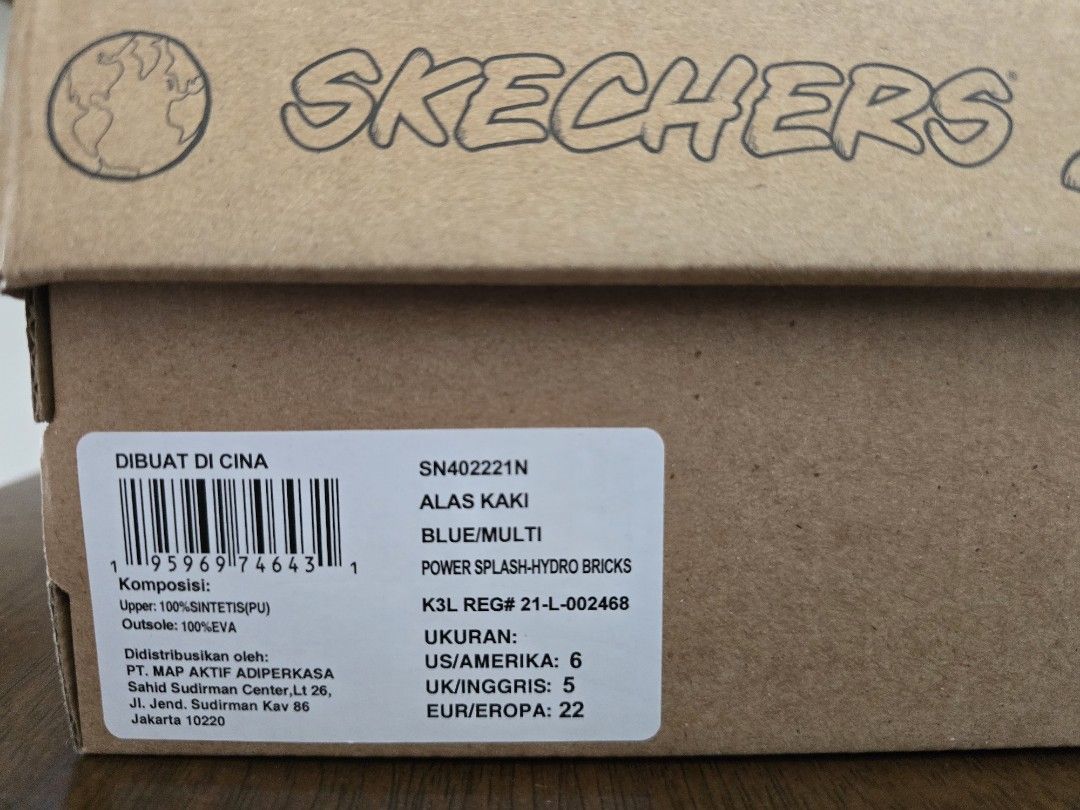 SKECHERS®
DIBUAT DI CINA
1 95969 74643 1
Komposisi:
Upper: 100%SINTETIS(PU)
Outsole: 100%EVA
Didistribusikan oleh:
PT. MAP AKTIF ADIPERKASA
Sahid Sudirman Center,Lt 26,
Jl. Jend. Sudirman Kav 86
Jakarta 10220
SN402221N
ALAS KAKI
BLUE/MULTI
POWER SPLASH-HYDRO BRICKS
K3L REG# 21-L-002468
UKURAN:
US/AMERIKA: 6
UK/INGGRIS: 5
EUR/EROPA: 22